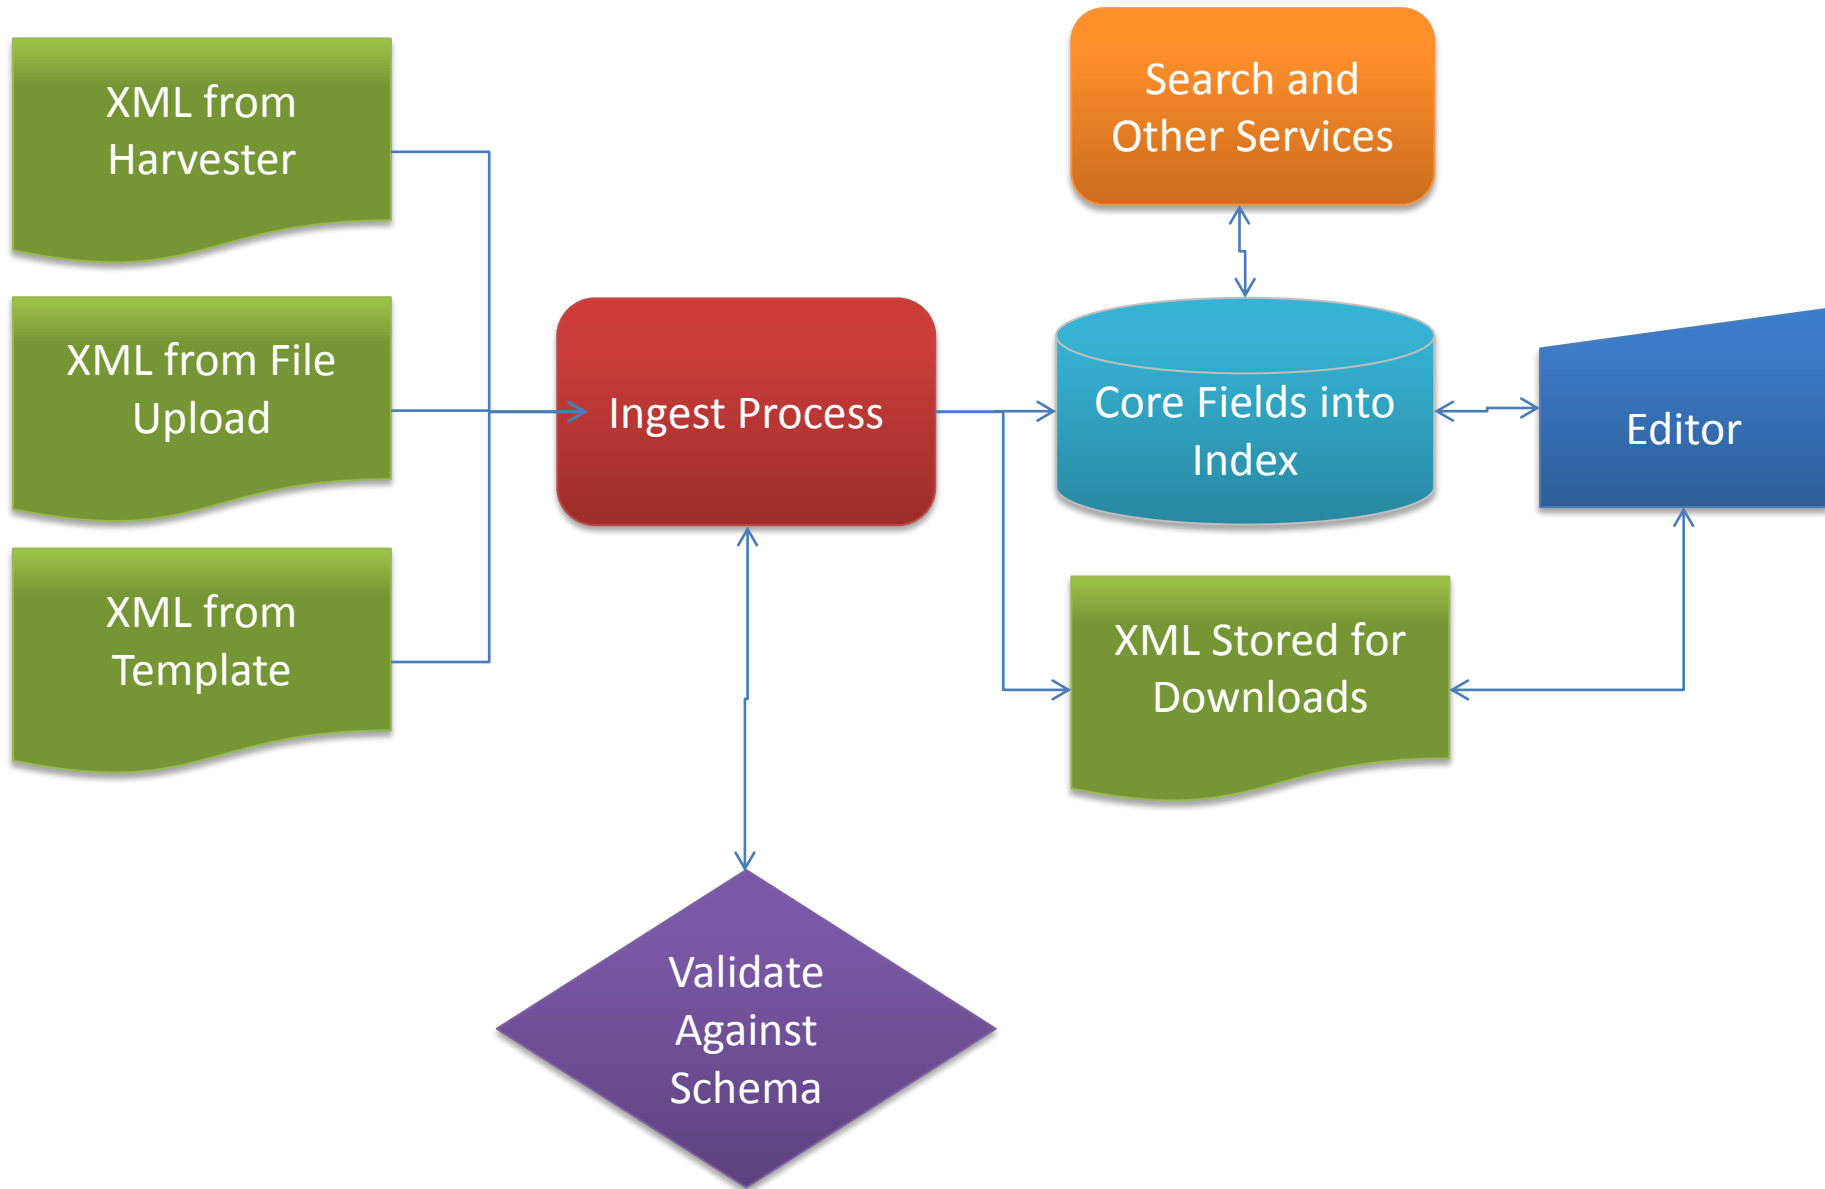 XML from
Harvester
XML from File
Upload
XML from
Template
Ingest Process
Validate
Against
Schema
Search and
Other Services
Core Fields into
Index
XML Stored for
Downloads
Editor